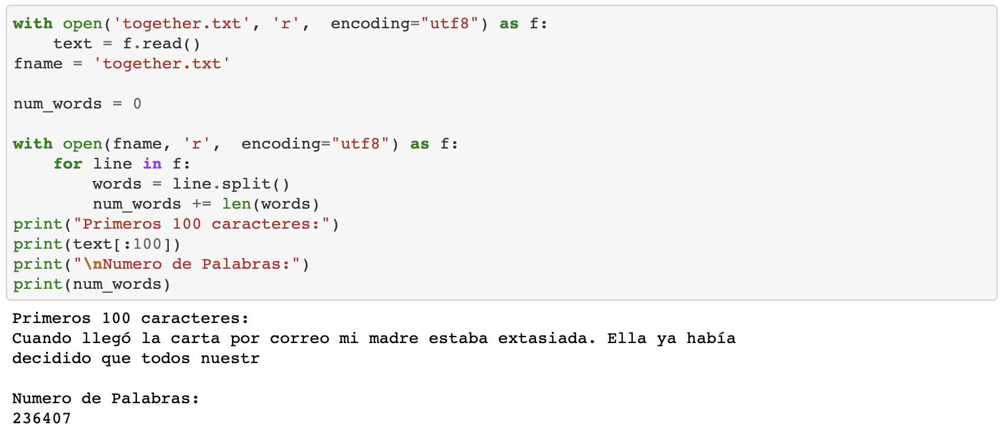 with open('together.txt', 'r',  encoding="utf8") as f:
    text = f.read()
fname = 'together.txt'

num_words = 0

with open(fname, 'r',  encoding="utf8") as f:
    for line in f:
        words = line.split()
        num_words += len(words)
print("Primeros 100 caracteres:")
print(text[:100])
print("\nNumero de Palabras:")
print(num_words)
Primeros 100 caracteres:
Cuando llegó la carta por correo mi madre estaba extasiada. Ella ya había
decidido que todos nuestr

Numero de Palabras:
236407